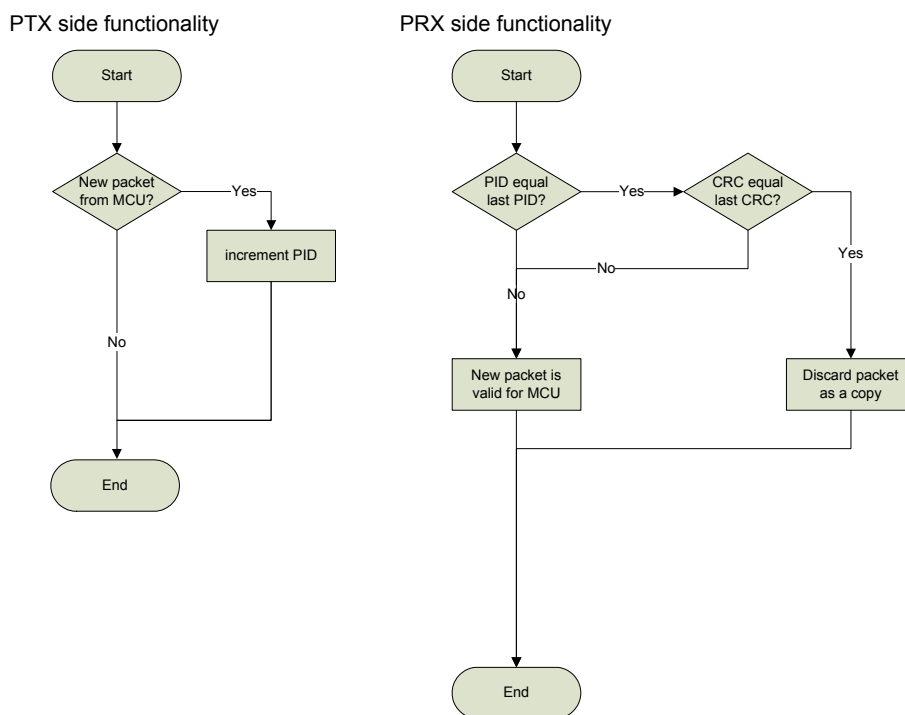 PTX side functionality
Start
New packet
from MCU?
Yes
increment PID
No
End
PRX side functionality
Start
PID equal
last PID?
Yes
CRC equal
last CRC?
No
Yes
No
New packet is
valid for MCU
Discard packet
as a copy
End